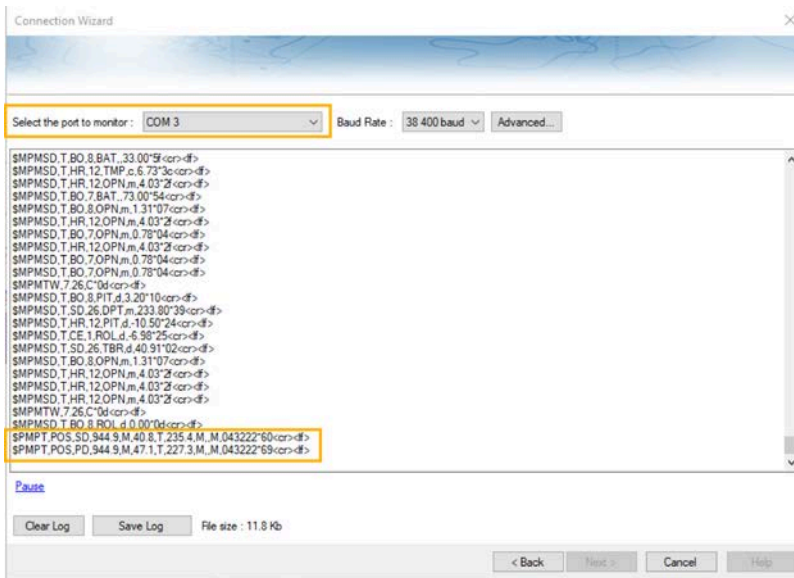 Connection Wizard
Select the port to monitor : COM 3 Baud Rate : 38 400 baud Advanced...
$MPMSD,T,BO,8,BAT,,33.00*5f<cr><lf>
$MPMSD,T,HR,12,TMP,c,6.73*3c<cr><lf>
$MPMSD,T,HR,12,OPN,m,4.03*2f<cr><lf>
$MPMSD,T,BO,7,BAT,,73.00*54<cr><lf>
$MPMSD,T,BO,8,OPN,m,1.31*07<cr><lf>
$MPMSD,T,HR,12,OPN,m,4.03*2f<cr><lf>
$MPMSD,T,BO,7,OPN,m,0.78*04<cr><lf>
$MPMSD,T,HR,12,OPN,m,4.03*2f<cr><lf>
$MPMSD,T,BO,7,OPN,m,0.78*04<cr><lf>
$MPMSD,T,BO,7,OPN,m,0.78*04<cr><lf>
$MPMTW,7.26,C*0d<cr><lf>
$MPMSD,T,BO,8,PIT,d,3.20*10<cr><lf>
$MPMSD,T,SD,26,DPT,m,233.80*39<cr><lf>
$MPMSD,T,HR,12,PIT,d,-10.50*24<cr><lf>
$MPMSD,T,CE,1,ROL,d,-6.98*25<cr><lf>
$MPMSD,T,SD,26,TBR,d,40.91*02<cr><lf>
$MPMSD,T,BO,8,OPN,m,1.31*07<cr><lf>
$MPMSD,T,HR,12,OPN,m,4.03*2f<cr><lf>
$MPMSD,T,HR,12,OPN,m,4.03*2f<cr><lf>
$MPMSD,T,HR,12,OPN,m,4.03*2f<cr><lf>
$MPMTW,7.26,C*0d<cr><lf>
$MPMSD,T,BO,8,ROL,d,0.00*0d<cr><lf>
$PMPT,POS,SD,944.9,M,40.8,T,235.4,M,,M,043222*60<cr><lf>
$PMPT,POS,PD,944.9,M,47.1,T,227.3,M,,M,043222*69<cr><lf>
Pause
Clear Log Save Log File size : 11.8 Kb
< Back Next > Cancel Help